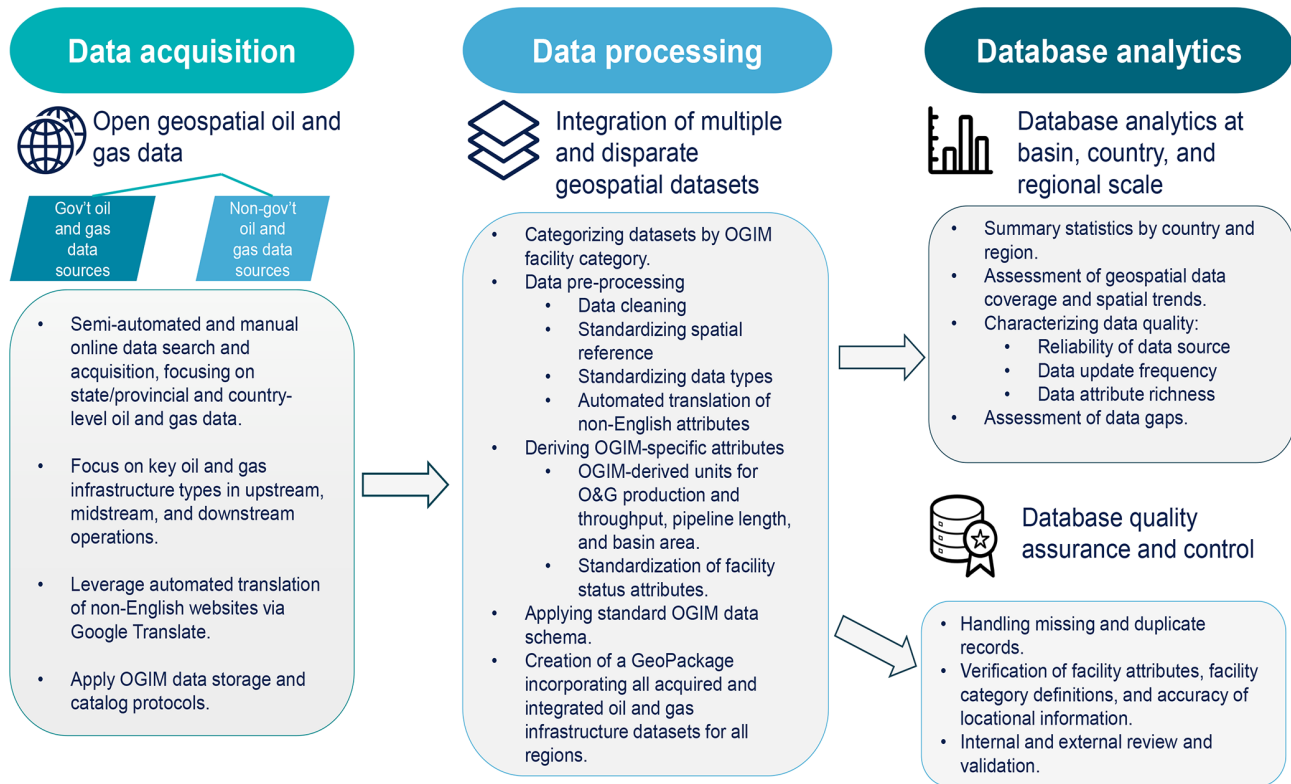 Data acquisition
Open geospatial oil and
gas data
Gov't oil
and gas
data
sources
Non-gov't
oil and
gas data
sources
• Semi-automated and manual
online data search and
acquisition, focusing on
state/provincial and country-
level oil and gas data.
• Focus on key oil and gas
infrastructure types in upstream,
midstream, and downstream
operations.
• Leverage automated translation
of non-English websites via
Google Translate.
• Apply OGIM data storage and
catalog protocols.
Data processing
Integration of multiple
and disparate
geospatial datasets
• Categorizing datasets by OGIM
facility category.
• Data pre-processing
• Data cleaning
• Standardizing spatial
reference
• Standardizing data types
• Automated translation of
non-English attributes
• Deriving OGIM-specific attributes
• OGIM-derived units for
O&G production and
throughput, pipeline length,
and basin area.
• Standardization of facility
status attributes.
• Applying standard OGIM data
schema.
• Creation of a GeoPackage
incorporating all acquired and
integrated oil and gas
infrastructure datasets for all
regions.
Database analytics
Database analytics at
basin, country, and
regional scale
• Summary statistics by country and
region.
• Assessment of geospatial data
coverage and spatial trends.
• Characterizing data quality:
• Reliability of data source
• Data update frequency
• Data attribute richness
• Assessment of data gaps.
Database quality
assurance and control
• Handling missing and duplicate
records.
• Verification of facility attributes, facility
category definitions, and accuracy of
locational information.
• Internal and external review and
validation.